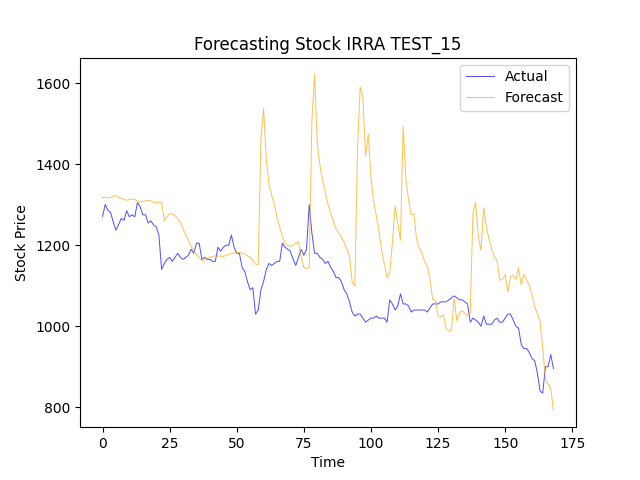 Forecasting Stock IRRA TEST_15
Actual
Forecast
1600
1400
1200
1000
800
Stock Price
0 25 50 75 100 125 150 175
Time